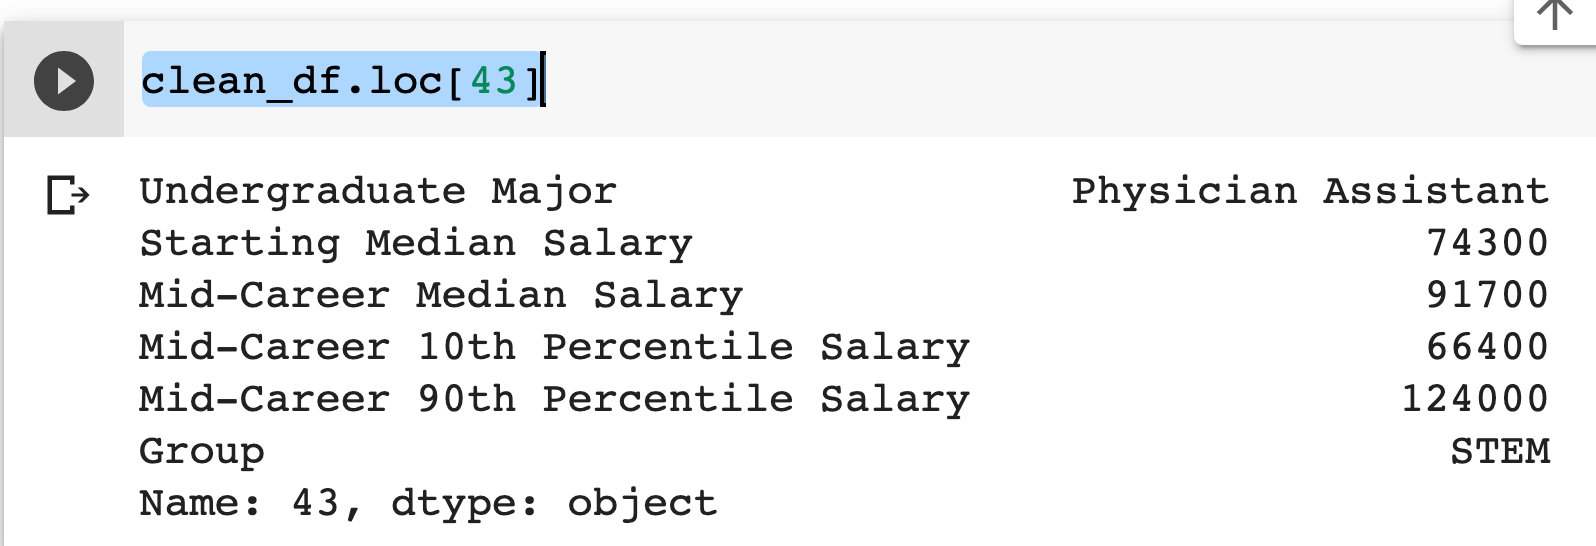 clean_df.loc[43]
Undergraduate Major Physician Assistant
Starting Median Salary 74300
Mid-Career Median Salary 91700
Mid-Career 10th Percentile Salary 66400
Mid-Career 90th Percentile Salary 124000
Group STEM
Name: 43, dtype: object